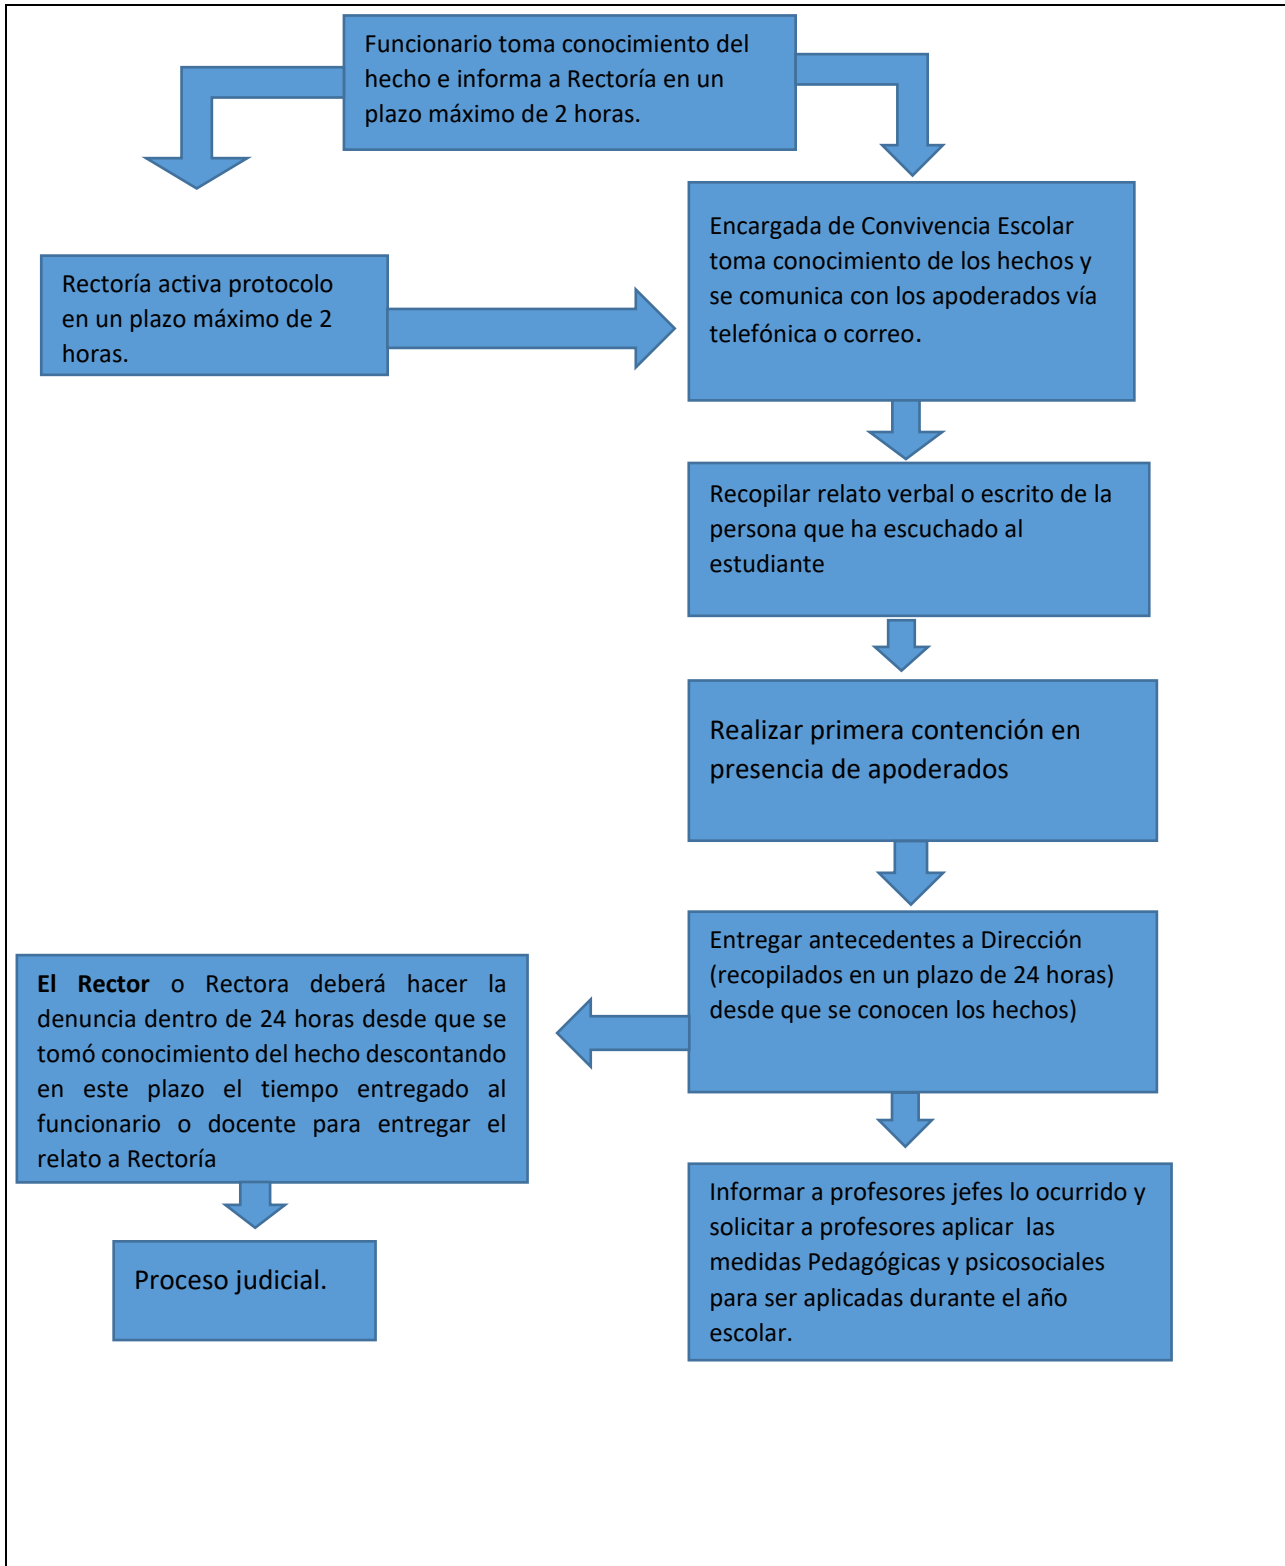 Funcionario toma conocimiento del
hecho e informa a Rectoría en un
plazo máximo de 2 horas.
Encargada de Convivencia Escolar
toma conocimiento de los hechos y
se comunica con los apoderados vía
telefónica o correo.
Rectoría activa protocolo
en un plazo máximo de 2
horas.
Recopilar relato verbal o escrito de la
persona que ha escuchado al
estudiante
Realizar primera contención en
presencia de apoderados
Entregar antecedentes a Dirección
(recopilados en un plazo de 24 horas)
desde que se conocen los hechos)
El Rector o Rectora deberá hacer la
denuncia dentro de 24 horas desde que se
tomó conocimiento del hecho descontando
en este plazo el tiempo entregado al
funcionario o docente para entregar el
relato a Rectoría
Informar a profesores jefes lo ocurrido y
solicitar a profesores aplicar  las
medidas Pedagógicas y psicosociales
para ser aplicadas durante el año
escolar.
Proceso judicial.